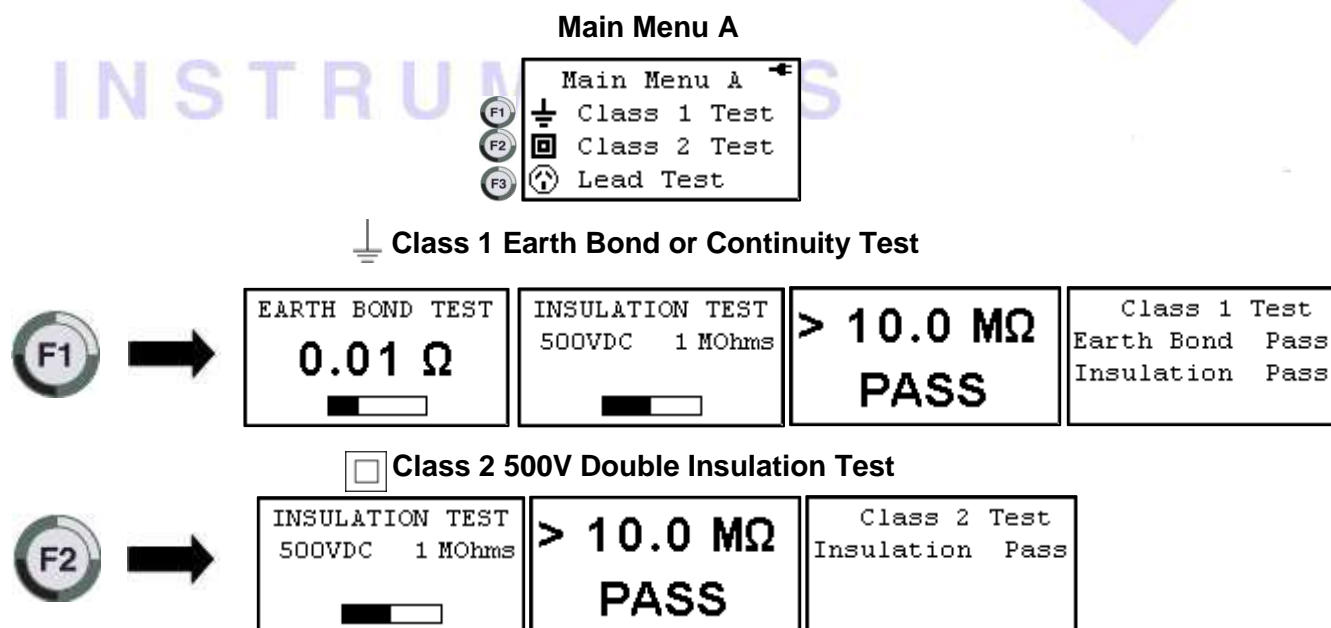 Main Menu A
INSTRUMENTS
Main Menu A
F1 Class 1 Test
F2 Class 2 Test
F3 Lead Test
Class 1 Earth Bond or Continuity Test
F1
EARTH BOND TEST
0.01 Ω
INSULATION TEST
500VDC 1 MOhms
> 10.0 MΩ
PASS
Class 1 Test
Earth Bond Pass
Insulation Pass
Class 2 500V Double Insulation Test
F2
INSULATION TEST
500VDC 1 MOhms
> 10.0 MΩ
PASS
Class 2 Test
Insulation Pass